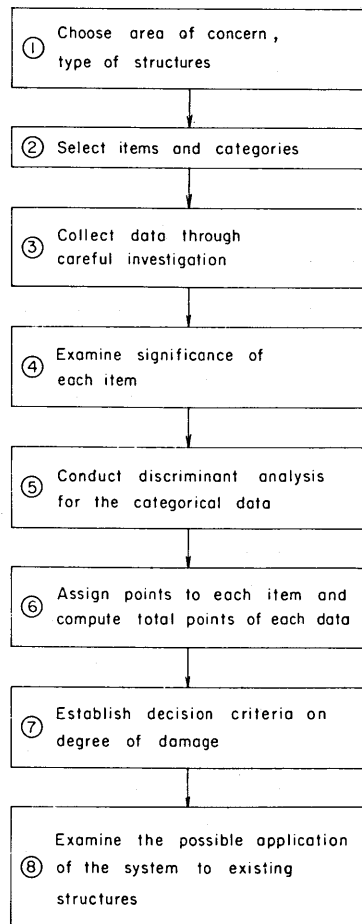 ① Choose area of concern,
type of structures
② Select items and categories
③ Collect data through
careful investigation
④ Examine significance of
each item
⑤ Conduct discriminant analysis
for the categorical data
⑥ Assign points to each item and
compute total points of each data
⑦ Establish decision criteria on
degree of damage
⑧ Examine the possible application
of the system to existing
structures